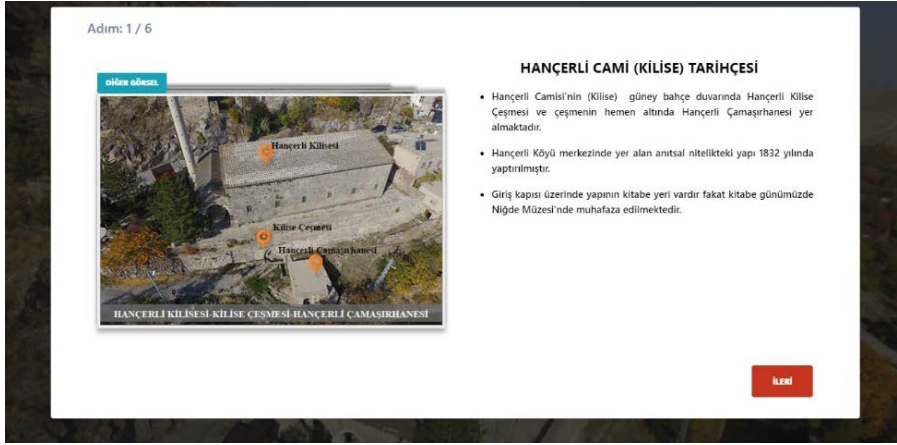 Adım: 1 / 6
DİĞER GÖRSEL
Hançerli Kilisesi
Kilise Çeşmesi
Hançerli Çamaşırhanesi
HANÇERLİ KİLİSESİ-KİLİSE ÇEŞMESİ-HANÇERLİ ÇAMAŞIRHANESİ
HANÇERLİ CAMİ (KİLİSE) TARİHÇESİ
• Hançerli Camisi'nin (Kilise) güney bahçe duvarında Hançerli Kilise
Çeşmesi ve çeşmenin hemen altında Hançerli Çamaşırhanesi yer
almaktadır.
• Hançerli Köyü merkezinde yer alan anıtsal nitelikteki yapı 1832 yılında
yaptırılmıştır.
• Giriş kapısı üzerinde yapının kitabe yeri vardır fakat kitabe günümüzde
Niğde Müzesi'nde muhafaza edilmektedir.
İLERİ